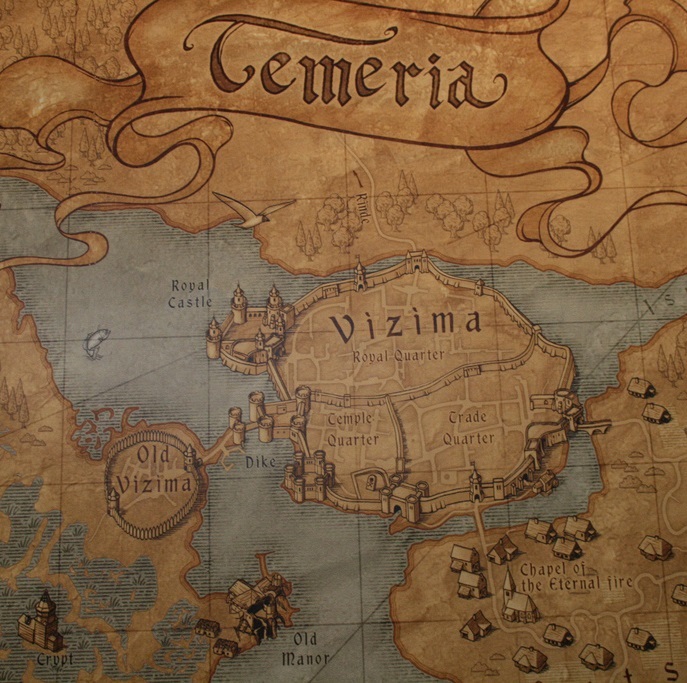 Temeria
Rinde
Royal
Castle
Vizima
Royal Quarter
Temple
Quarter
Trade
Quarter
Old
Vizima
Dike
Chapel of
the Eternal fire
Old
Manor
Crypt